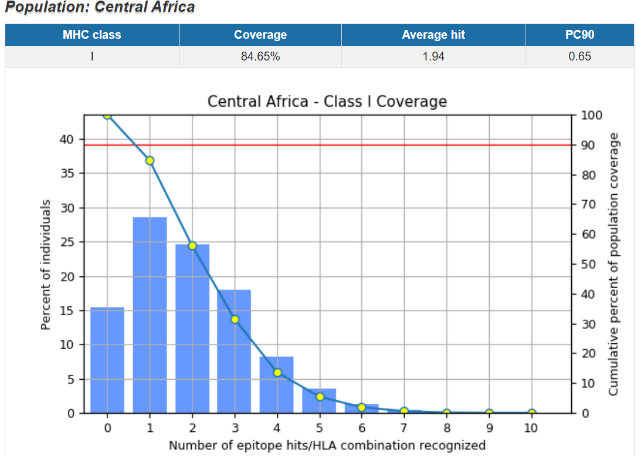 Population: Central Africa
MHC class Coverage Average hit PC90
I 84.65% 1.94 0.65
Central Africa - Class I Coverage
40
35
30
25
20
15
10
5
0
Percent of individuals
100
90
80
70
60
50
40
30
20
10
0
Cumulative percent of population coverage
0 1 2 3 4 5 6 7 8 9 10
Number of epitope hits/HLA combination recognized